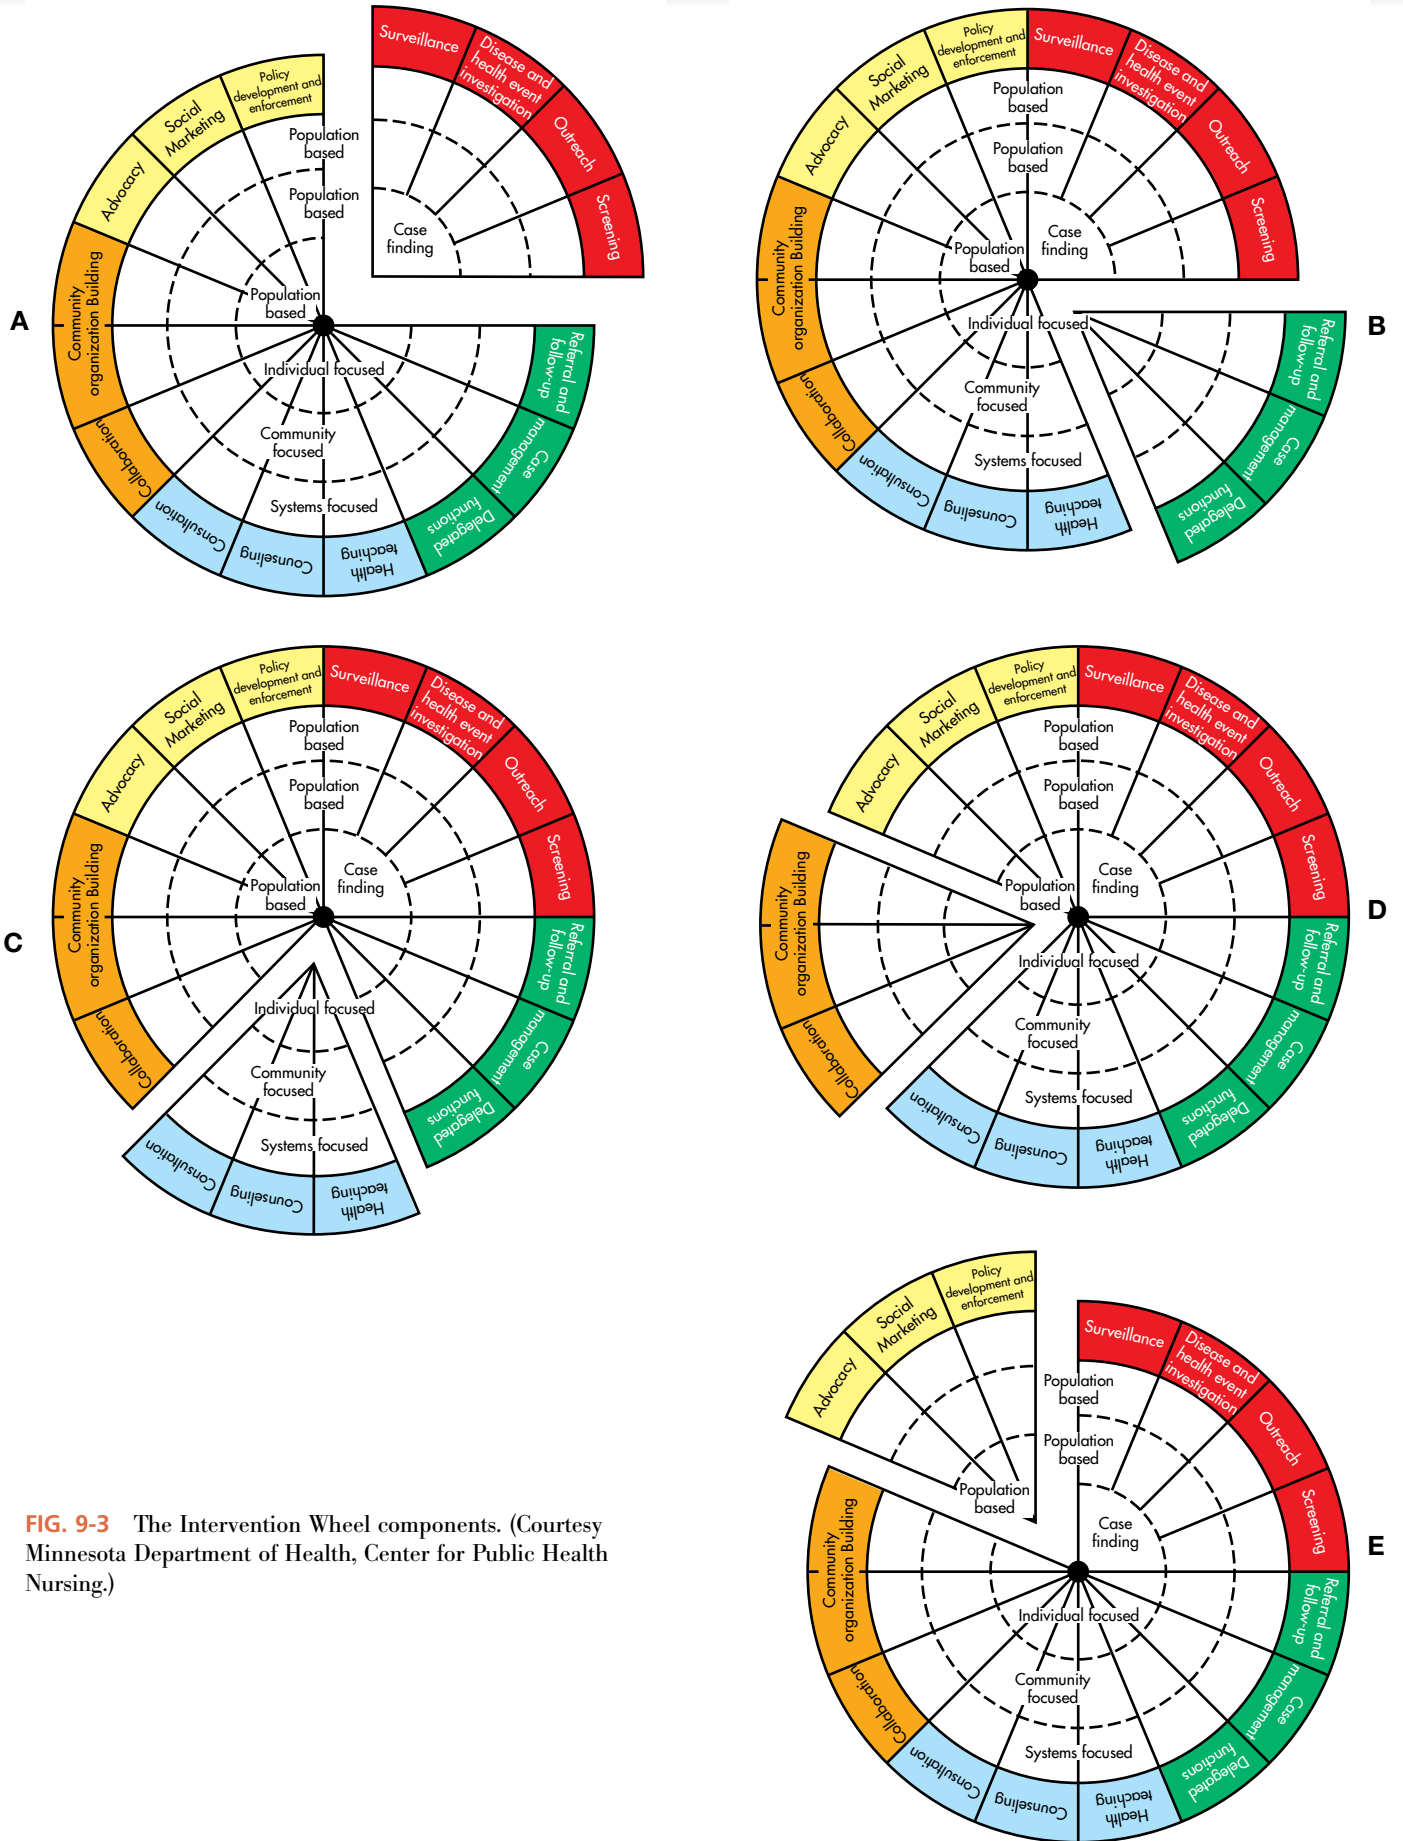 Policy
development and
enforcement
Social
Marketing
Advocacy
Community
organization Building
Collaboration
Consultation
Counseling
Health
teaching
Delegated
functions
Case
management
Referral and
follow-up
Population
based
Population
based
Population
based
Individual focused
Community
focused
Systems focused
Surveillance
Disease and
health event
investigation
Outreach
Screening
Case
finding
A
Policy
development and
enforcement
Social
Marketing
Advocacy
Community
organization Building
Collaboration
Consultation
Counseling
Health
teaching
Surveillance
Disease and
health event
investigation
Outreach
Screening
Population
based
Population
based
Population
based
Case
finding
Individual focused
Community
focused
Systems focused
Referral and
follow-up
Case
management
Delegated
functions
B
Policy
development and
enforcement
Social
Marketing
Advocacy
Community
organization Building
Collaboration
Surveillance
Disease and
health event
investigation
Outreach
Screening
Referral and
follow-up
Case
management
Delegated
functions
Population
based
Population
based
Population
based
Case
finding
Individual focused
Community
focused
Systems focused
Consultation
Counseling
Health
teaching
C
Policy
development and
enforcement
Social
Marketing
Advocacy
Surveillance
Disease and
health event
investigation
Outreach
Screening
Population
based
Population
based
Population
based
Case
finding
Community
organization Building
Collaboration
Individual focused
Community
focused
Systems focused
Consultation
Counseling
Health
teaching
Delegated
functions
Case
management
Referral and
follow-up
D
Policy
development and
enforcement
Social
Marketing
Advocacy
Population
based
Surveillance
Disease and
health event
investigation
Outreach
Screening
Population
based
Population
based
Case
finding
Community
organization Building
Collaboration
Individual focused
Community
focused
Systems focused
Consultation
Counseling
Health
teaching
Delegated
functions
Case
management
Referral and
follow-up
E
FIG. 9-3 The Intervention Wheel components. (Courtesy
Minnesota Department of Health, Center for Public Health
Nursing.)